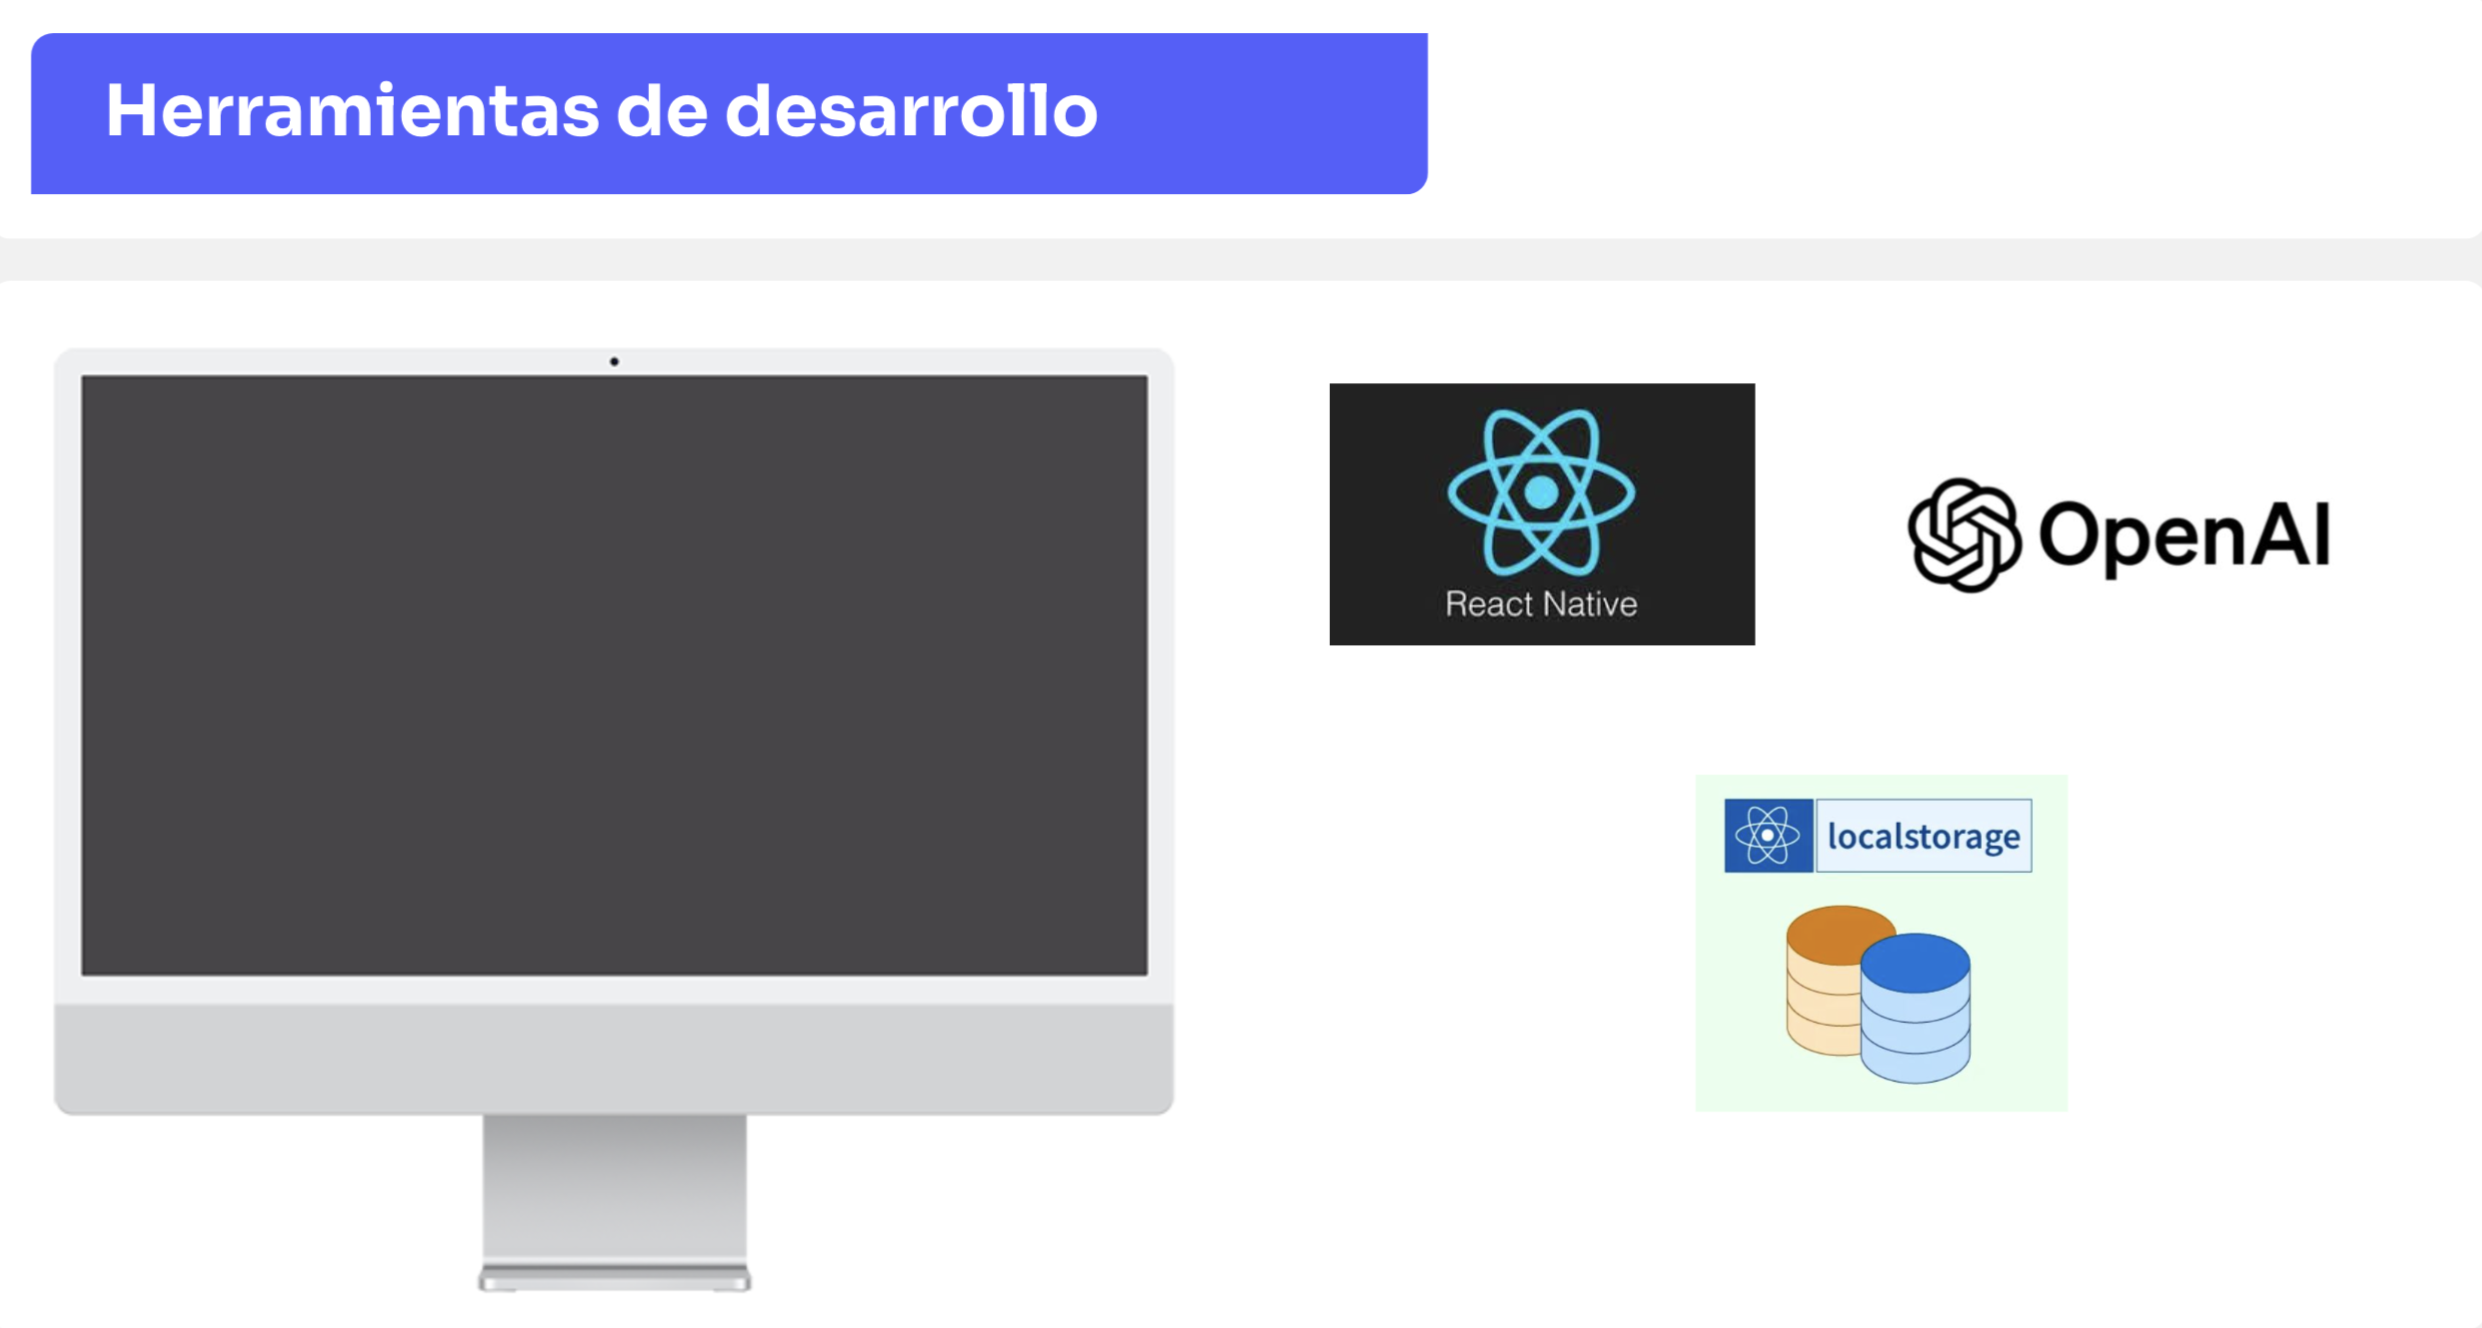 Herramientas de desarrollo
React Native
OpenAI
localstorage